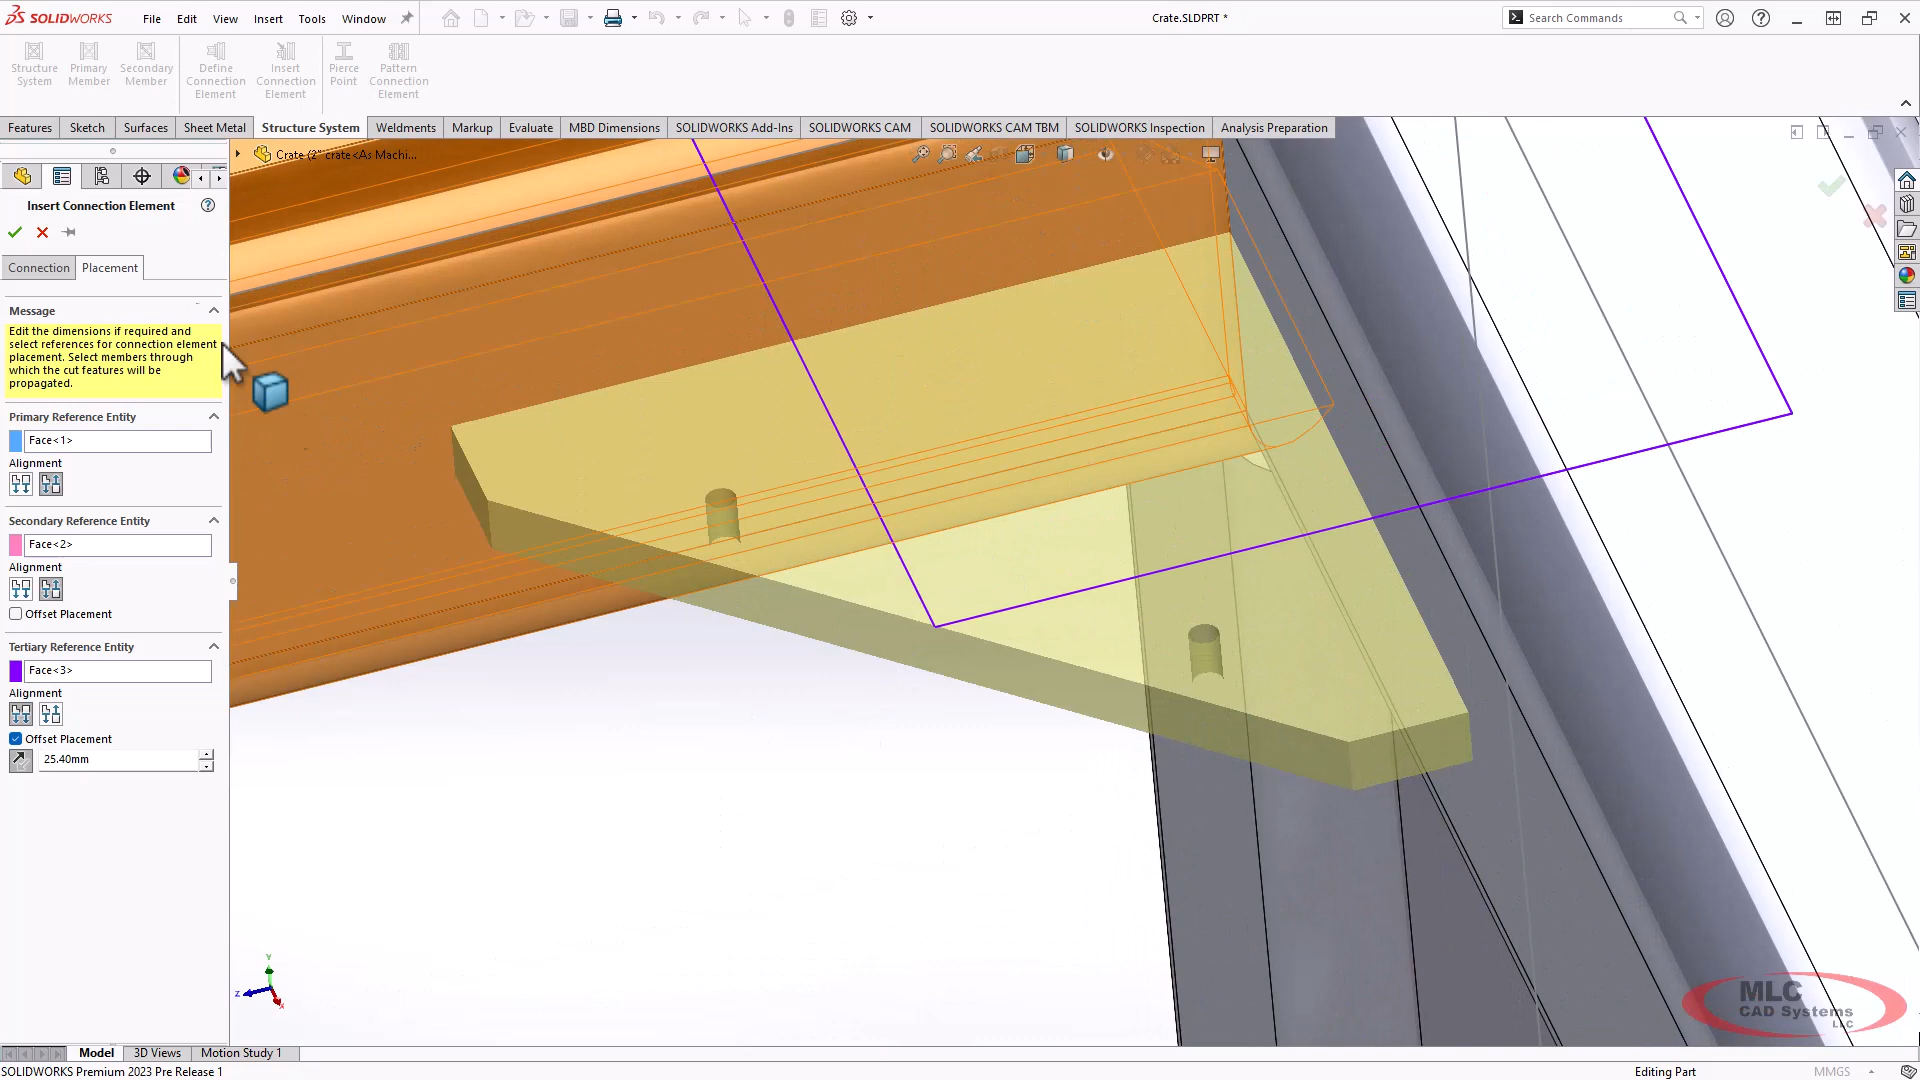 SOLIDWORKS
File Edit View Insert Tools Window
Crate.SLDPRT *
Search Commands
Structure System
Primary Member
Secondary Member
Define Connection Element
Insert Connection Element
Pierce Point
Pattern Connection Element
Features Sketch Surfaces Sheet Metal Structure System Weldments Markup Evaluate MBD Dimensions SOLIDWORKS Add-Ins SOLIDWORKS CAM SOLIDWORKS CAM TBM SOLIDWORKS Inspection Analysis Preparation
Crate (2" crate<As Machi...
Insert Connection Element
Connection Placement
Message
Edit the dimensions if required and
select references for connection element
placement. Select members through
which the cut features will be
propagated.
Primary Reference Entity
Face<1>
Alignment
Secondary Reference Entity
Face<2>
Alignment
Offset Placement
Tertiary Reference Entity
Face<3>
Alignment
Offset Placement
25.40mm
Y
Z
X
MLC
CAD Systems
LLC
Model 3D Views Motion Study 1
SOLIDWORKS Premium 2023 Pre Release 1
Editing Part
MMGS